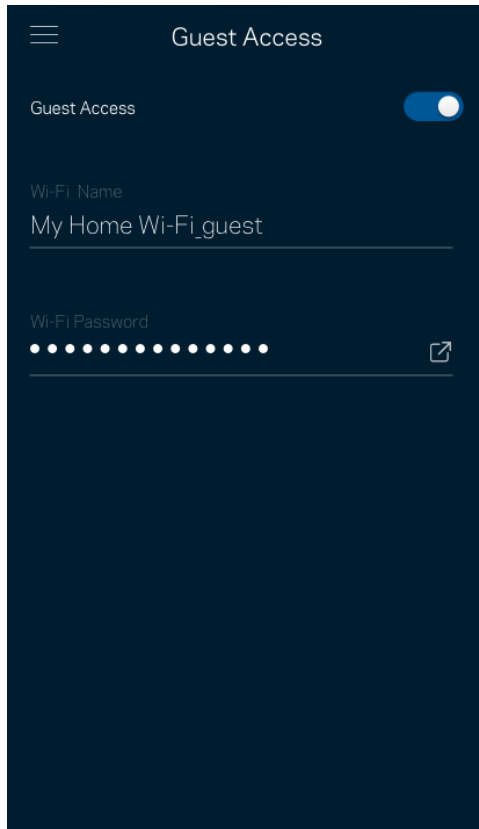 Guest Access
Guest Access
Wi-Fi Name
My Home Wi-Fi_guest
Wi-Fi Password
••••••••••••••